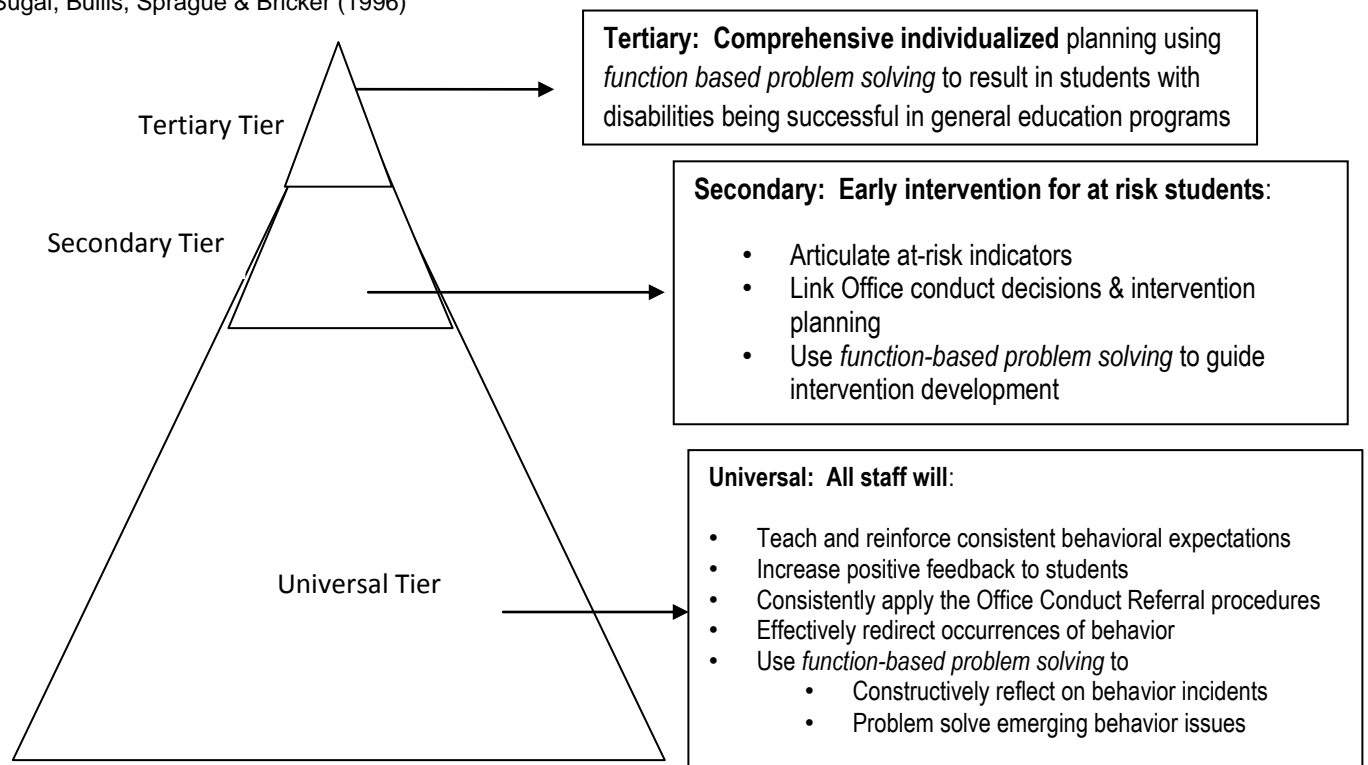 Sugai, Bullis, Sprague & Bricker (1996)
Tertiary: Comprehensive individualized planning using
function based problem solving to result in students with
disabilities being successful in general education programs
Tertiary Tier
Secondary: Early intervention for at risk students:
• Articulate at-risk indicators
• Link Office conduct decisions & intervention
planning
• Use function-based problem solving to guide
intervention development
Secondary Tier
Universal: All staff will:
• Teach and reinforce consistent behavioral expectations
• Increase positive feedback to students
• Consistently apply the Office Conduct Referral procedures
• Effectively redirect occurrences of behavior
• Use function-based problem solving to
• Constructively reflect on behavior incidents
• Problem solve emerging behavior issues
Universal Tier